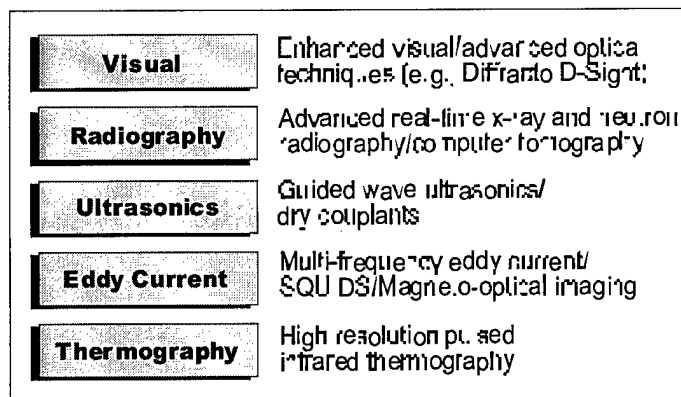 Visual
Enhanced visual/advanced optical
techniques (e.g., Diffracto D-Sight)
Radiography
Advanced real-time x-ray and neutron
radiography/computer tomography
Ultrasonics
Guided wave ultrasonics/
dry couplants
Eddy Current
Multi-frequency eddy current/
SQUIDS/Magneto-optical imaging
Thermography
High resolution pulsed
infrared thermography